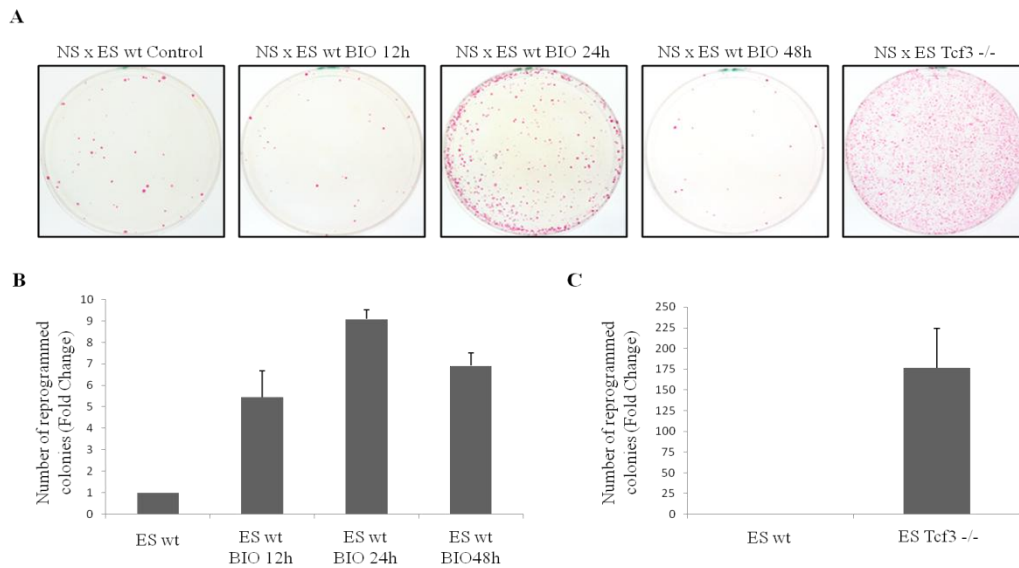 A
NS x ES wt Control
NS x ES wt BIO 12h
NS x ES wt BIO 24h
NS x ES wt BIO 48h
NS x ES Tcf3 -/-
B
Number of reprogrammed
colonies (Fold Change)
10
9
8
7
6
5
4
3
2
1
0
ES wt
ES wt
BIO 12h
ES wt
BIO 24h
ES wt
BIO48h
C
Number of reprogrammed
colonies (Fold Change)
250
225
200
175
150
125
100
75
50
25
0
ES wt
ES Tcf3 -/-